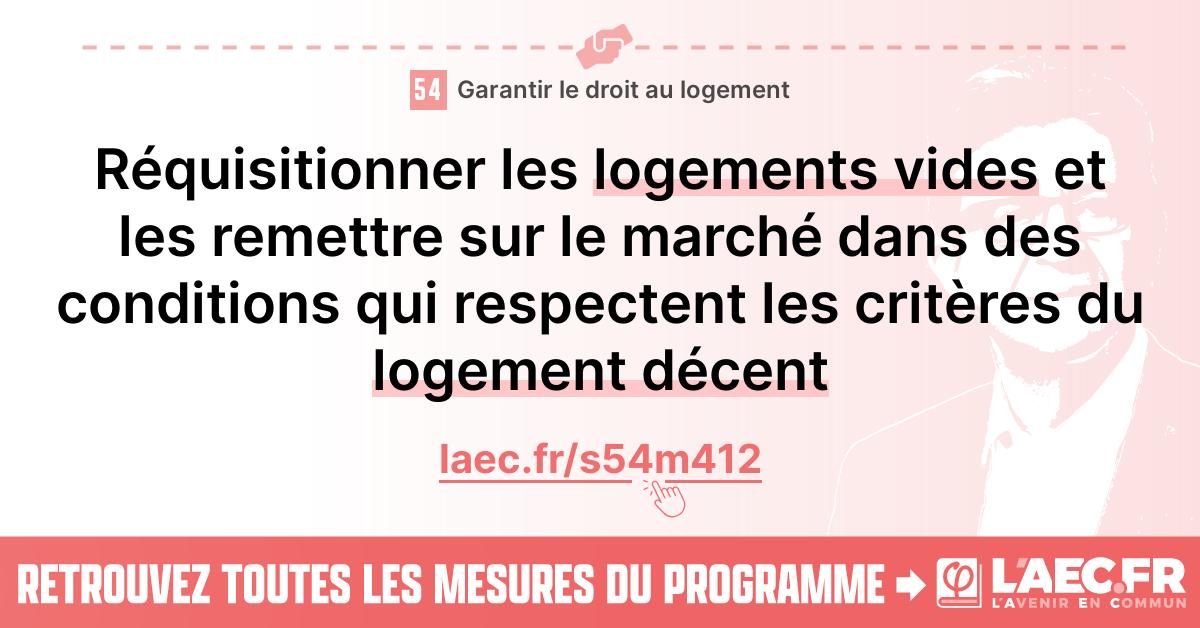 54 Garantir le droit au logement
Réquisitionner les logements vides et
les remettre sur le marché dans des
conditions qui respectent les critères du
logement décent
laec.fr/s54m412
RETROUVEZ TOUTES LES MESURES DU PROGRAMME
φ L'AEC.FR
L'AVENIR EN COMMUN